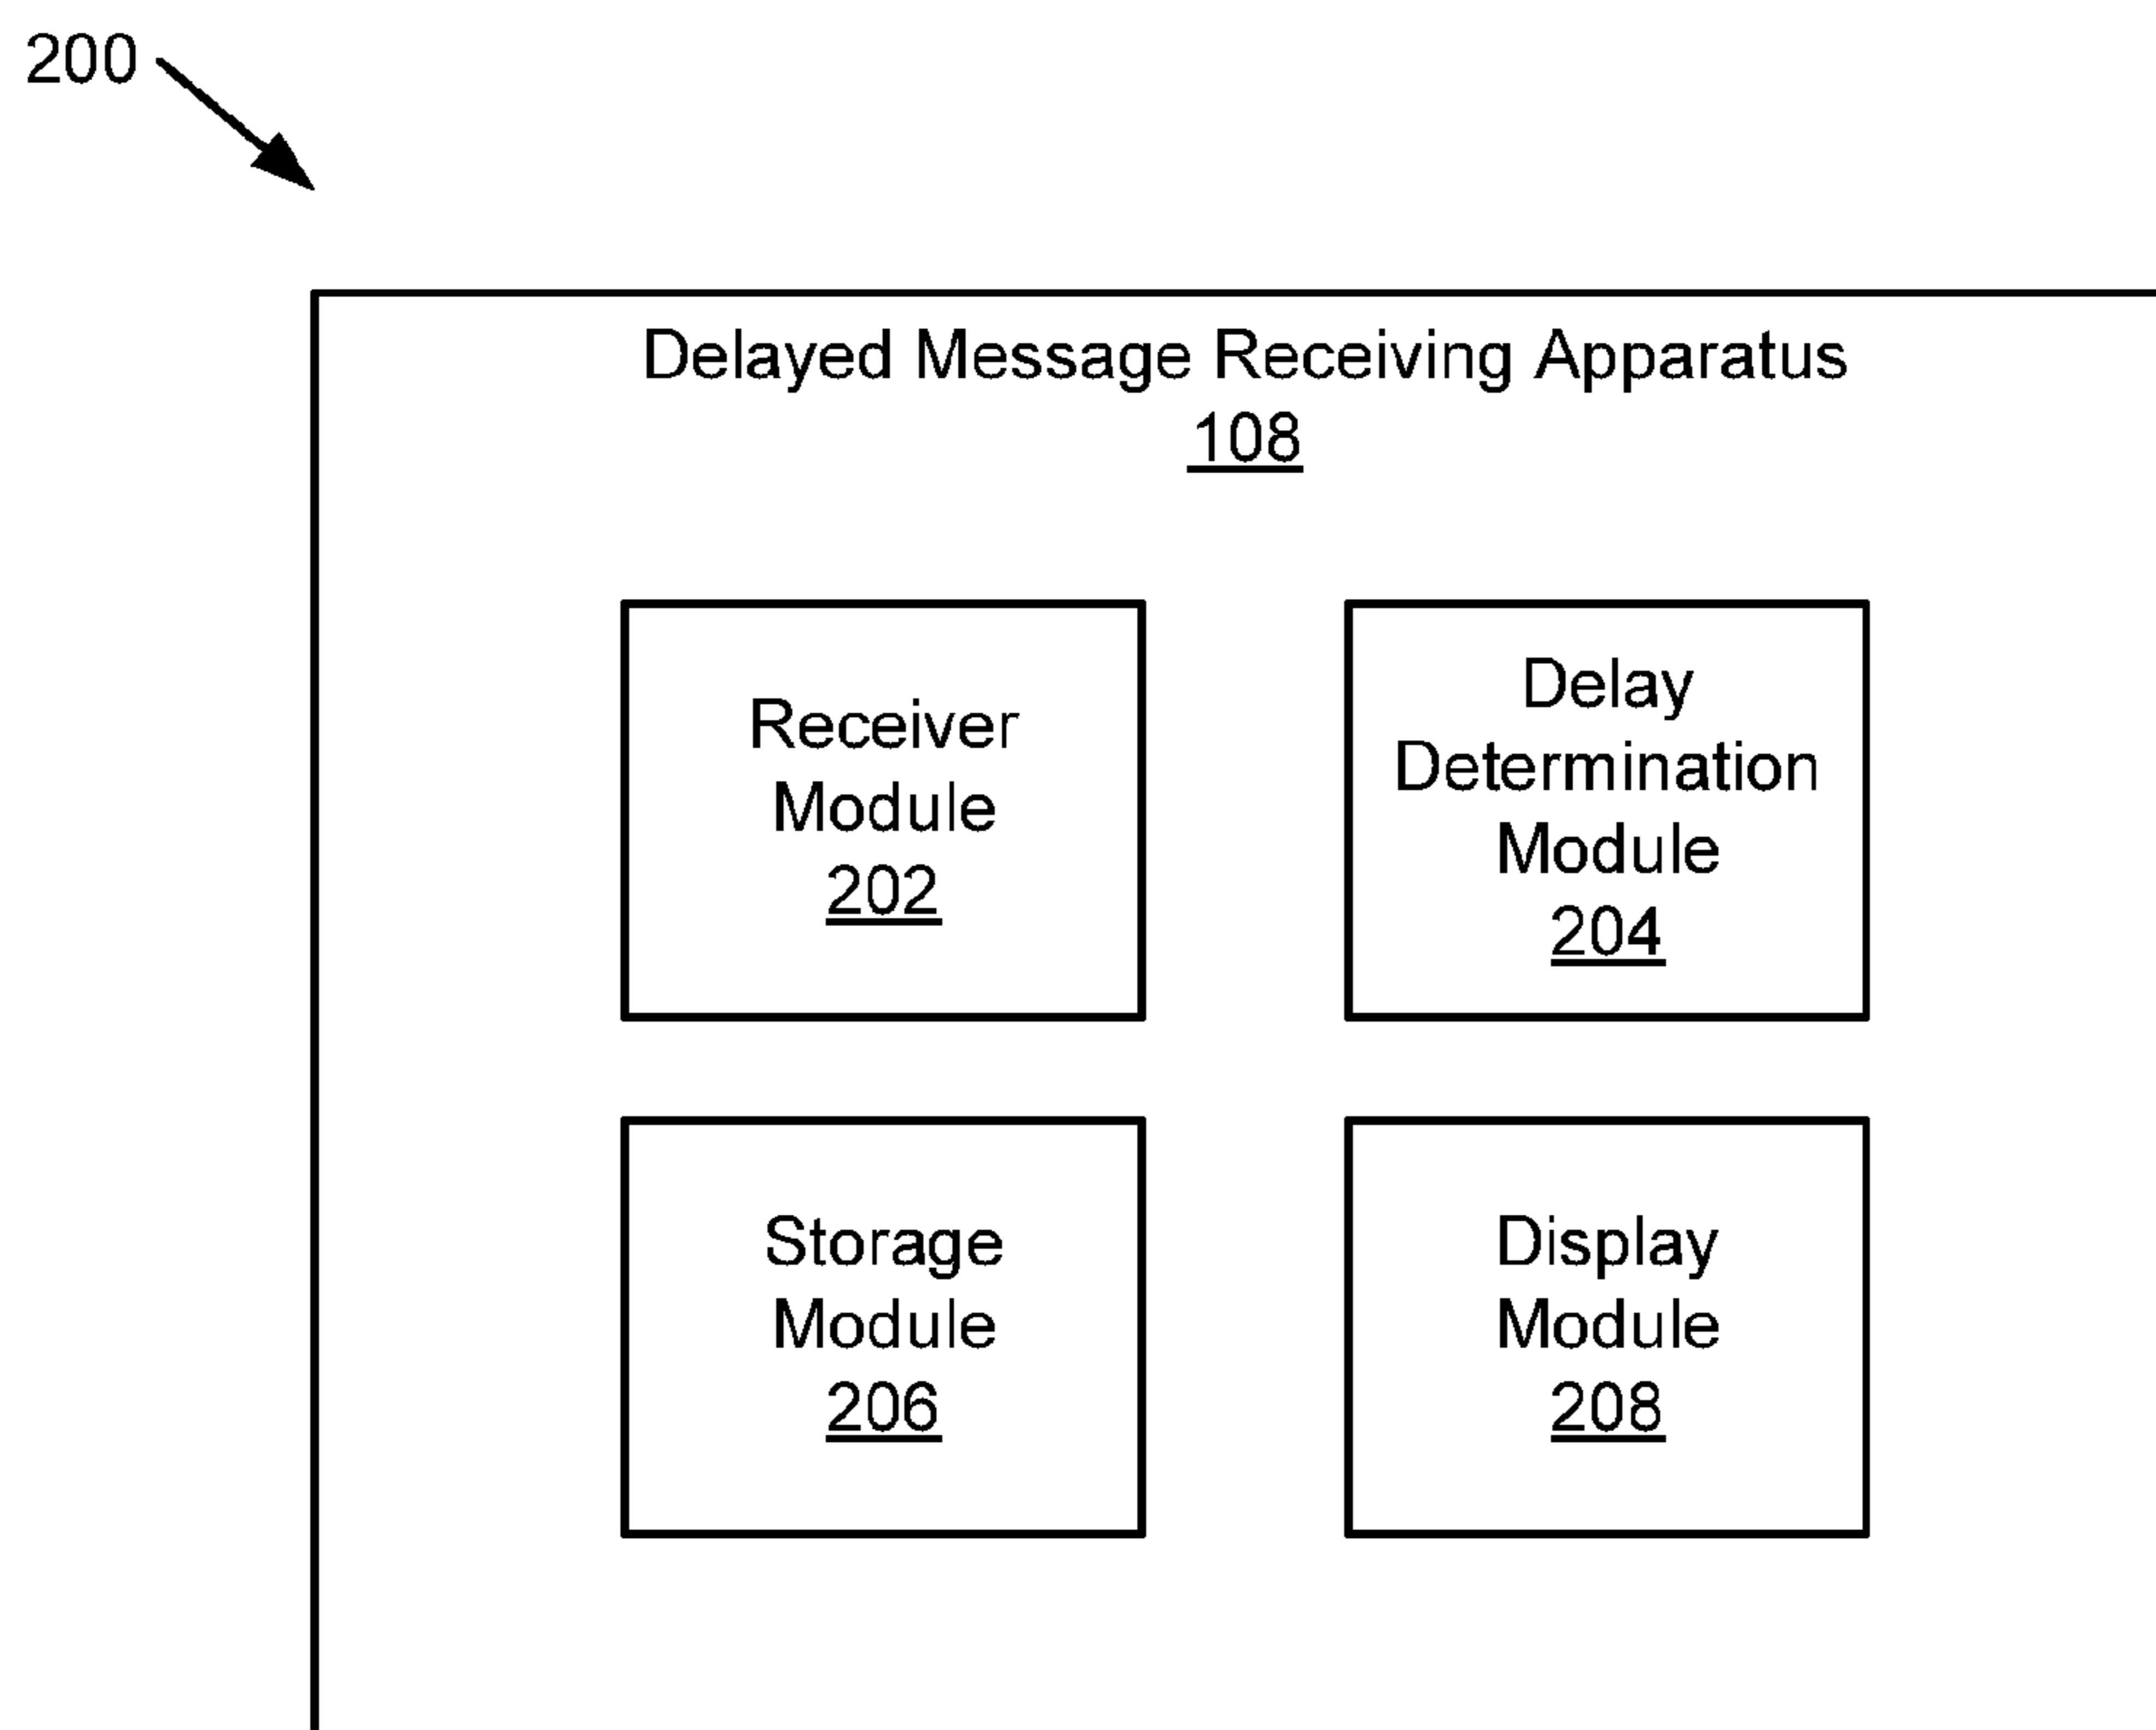 200
Delayed Message Receiving Apparatus
108
Receiver
Module
202
Delay
Determination
Module
204
Storage
Module
206
Display
Module
208